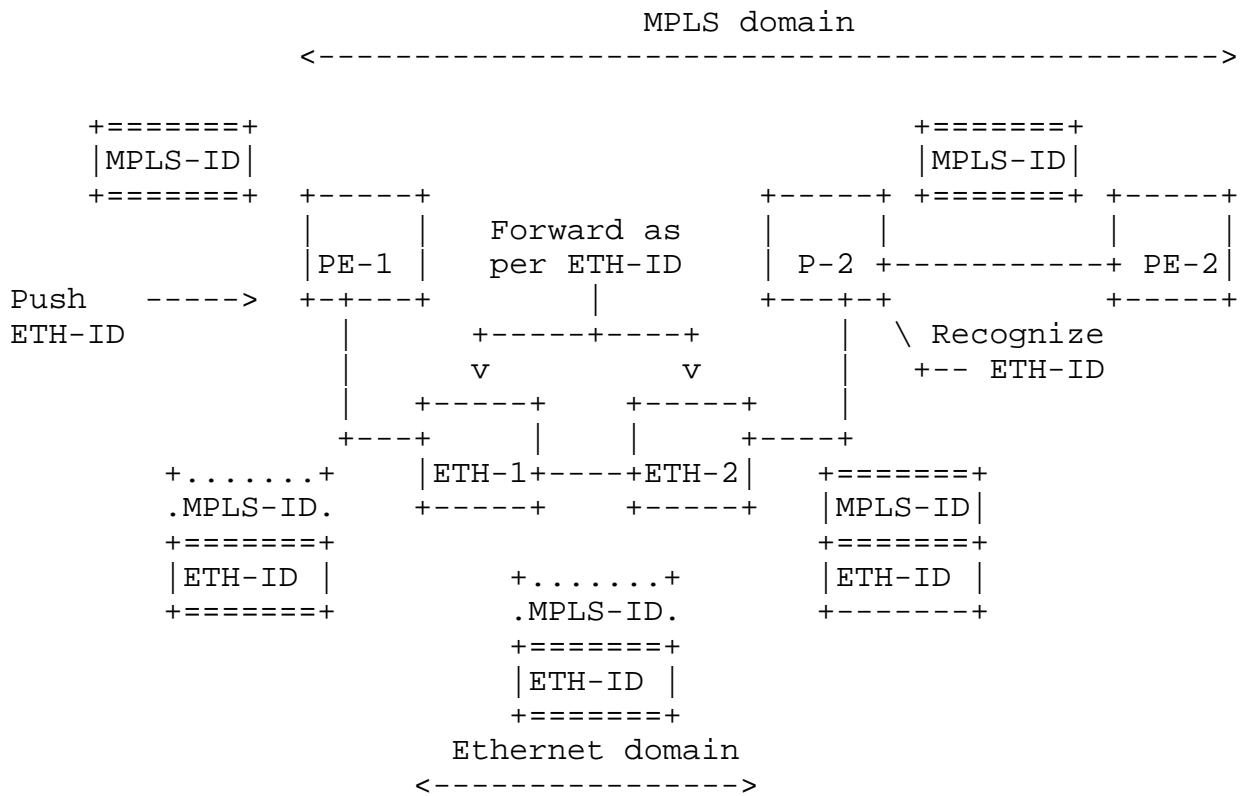 MPLS domain
<----------------------------------------------->
+=======+ +=======+
|MPLS-ID| |MPLS-ID|
+=======+ +-----+ +-----+ +=======+ +-----+
| | Forward as | | | |
|PE-1 | per ETH-ID | P-2 +-----------+ PE-2|
Push -----> +-+---+ | +---+-+ +-----+
ETH-ID | +-----+----+ | \ Recognize
| v v | +-- ETH-ID
| +-----+ +-----+ |
+---+ | | +----+
+.......+ |ETH-1+----+ETH-2| +=======+
.MPLS-ID. +-----+ +-----+ |MPLS-ID|
+=======+ +=======+
|ETH-ID | +.......+ |ETH-ID |
+=======+ .MPLS-ID. +-------+
+=======+
|ETH-ID |
+=======+
Ethernet domain
<---------------->